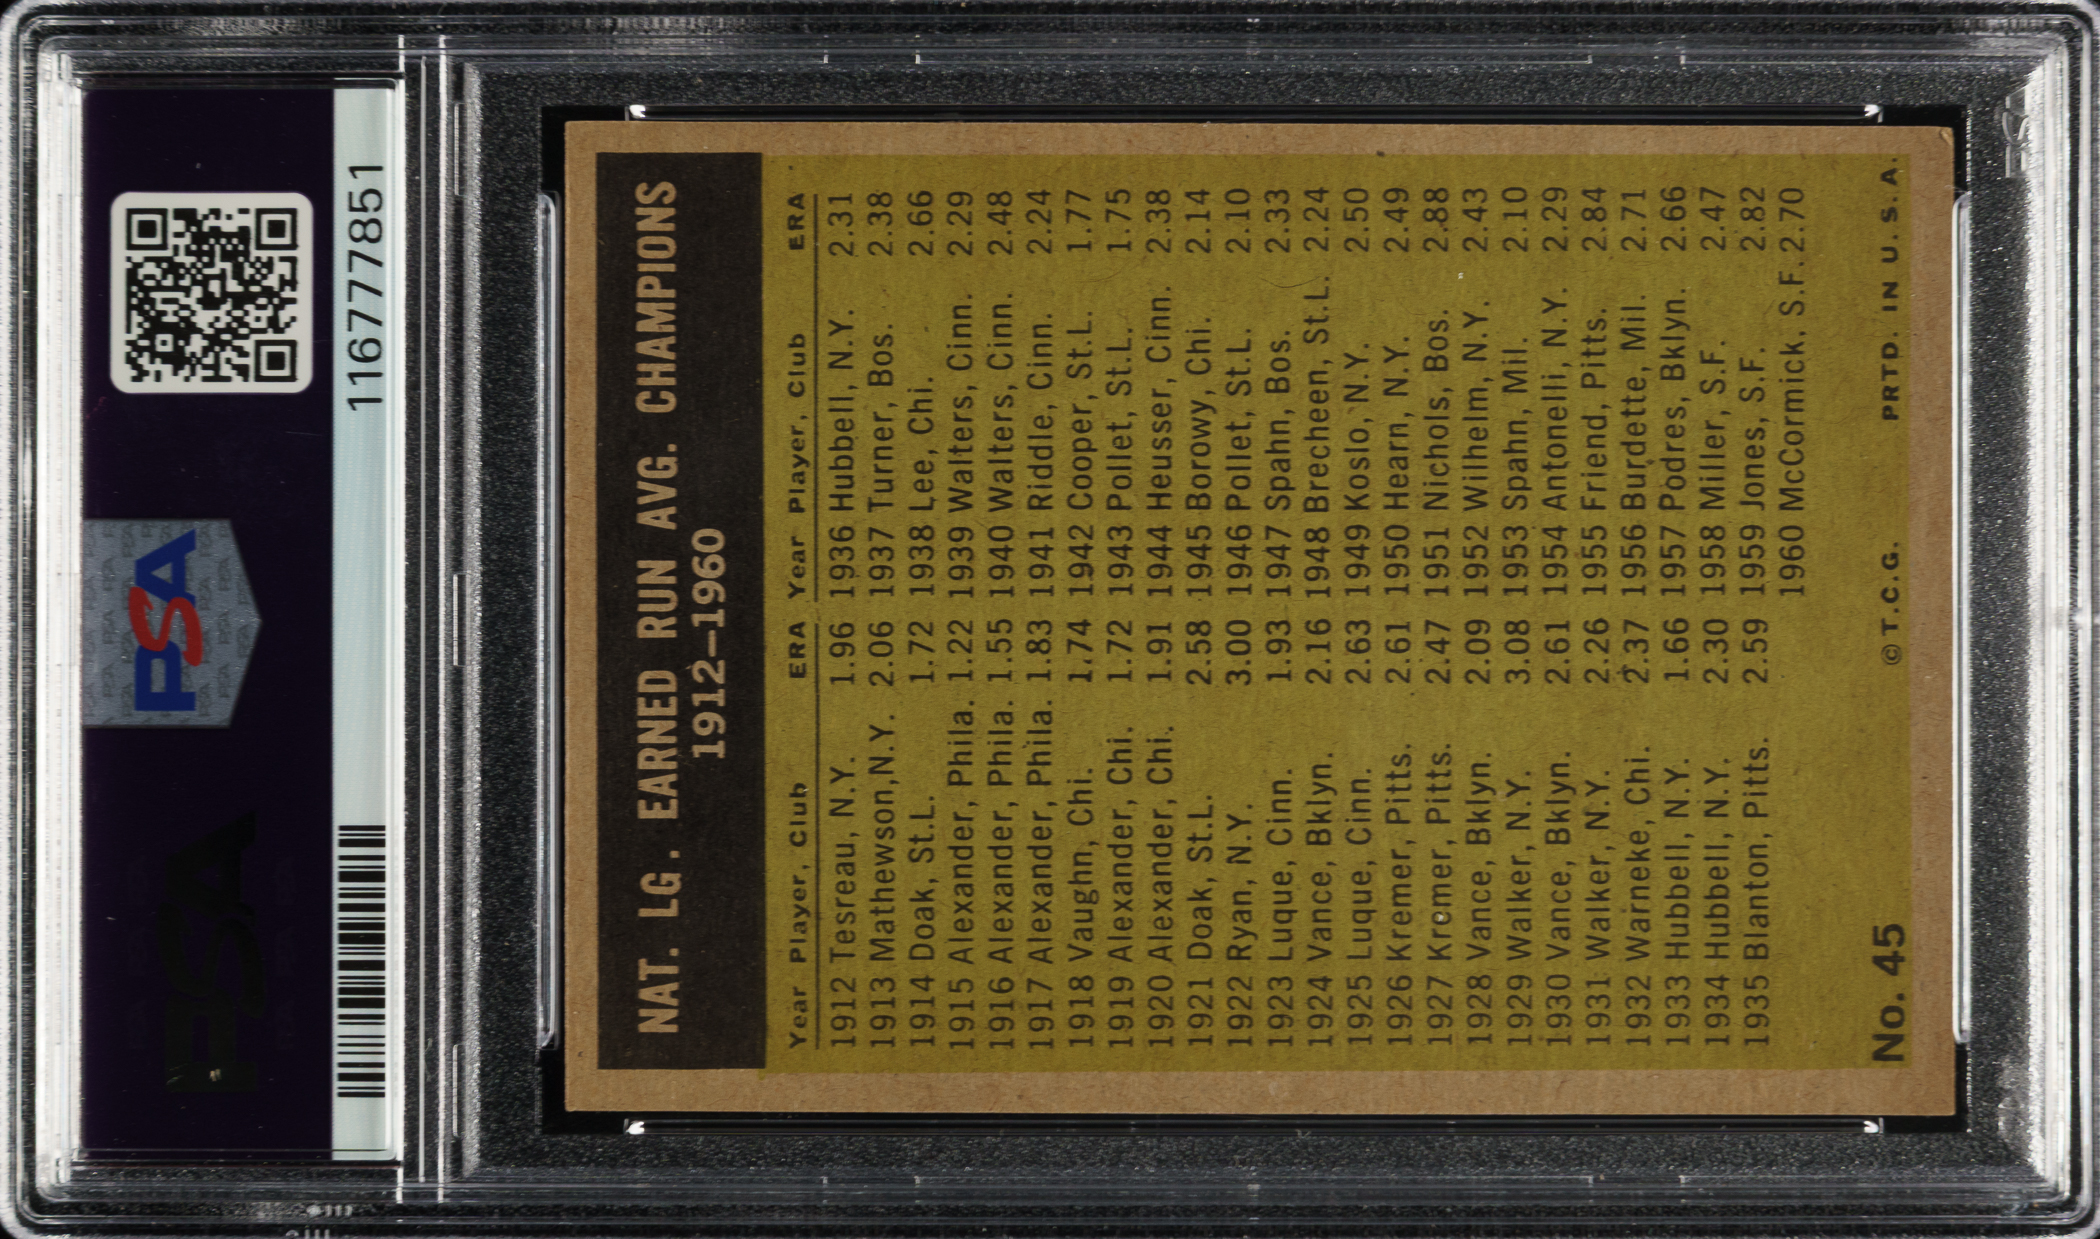 PSA
116777851
NAT. LG. EARNED RUN AVG. CHAMPIONS
1912–1960
Year Player, Club ERA Year Player, Club ERA
1912 Tesreau, N.Y. 1.96 1936 Hubbell, N.Y. 2.31
1913 Mathewson, N.Y. 2.06 1937 Turner, Bos. 2.38
1914 Doak, St.L. 1.72 1938 Lee, Chi. 2.66
1915 Alexander, Phila. 1.22 1939 Walters, Cinn. 2.29
1916 Alexander, Phila. 1.55 1940 Walters, Cinn. 2.48
1917 Alexander, Phila. 1.83 1941 Riddle, Cinn. 2.24
1918 Vaughn, Chi. 1.74 1942 Cooper, St.L. 1.77
1919 Alexander, Chi. 1.72 1943 Pollet, St.L. 1.75
1920 Alexander, Chi. 1.91 1944 Heusser, Cinn. 2.38
1921 Doak, St.L. 2.58 1945 Borowy, Chi. 2.14
1922 Ryan, N.Y. 3.00 1946 Pollet, St.L. 2.10
1923 Luque, Cinn. 1.93 1947 Spahn, Bos. 2.33
1924 Vance, Bklyn. 2.16 1948 Brecheen, St.L. 2.24
1925 Luque, Cinn. 2.63 1949 Koslo, N.Y. 2.50
1926 Kremer, Pitts. 2.61 1950 Hearn, N.Y. 2.49
1927 Kremer, Pitts. 2.47 1951 Nichols, Bos. 2.88
1928 Vance, Bklyn. 2.09 1952 Wilhelm, N.Y. 2.43
1929 Walker, N.Y. 3.08 1953 Spahn, Mil. 2.10
1930 Vance, Bklyn. 2.61 1954 Antonelli, N.Y. 2.29
1931 Walker, N.Y. 2.26 1955 Friend, Pitts. 2.84
1932 Warneke, Chi. 2.37 1956 Burdette, Mil. 2.71
1933 Hubbell, N.Y. 1.66 1957 Podres, Bklyn. 2.66
1934 Hubbell, N.Y. 2.30 1958 Miller, S.F. 2.47
1935 Blanton, Pitts. 2.59 1959 Jones, S.F. 2.82
1960 McCormick, S.F. 2.70
No. 45 © T.C.G. PRTD. IN U.S.A.